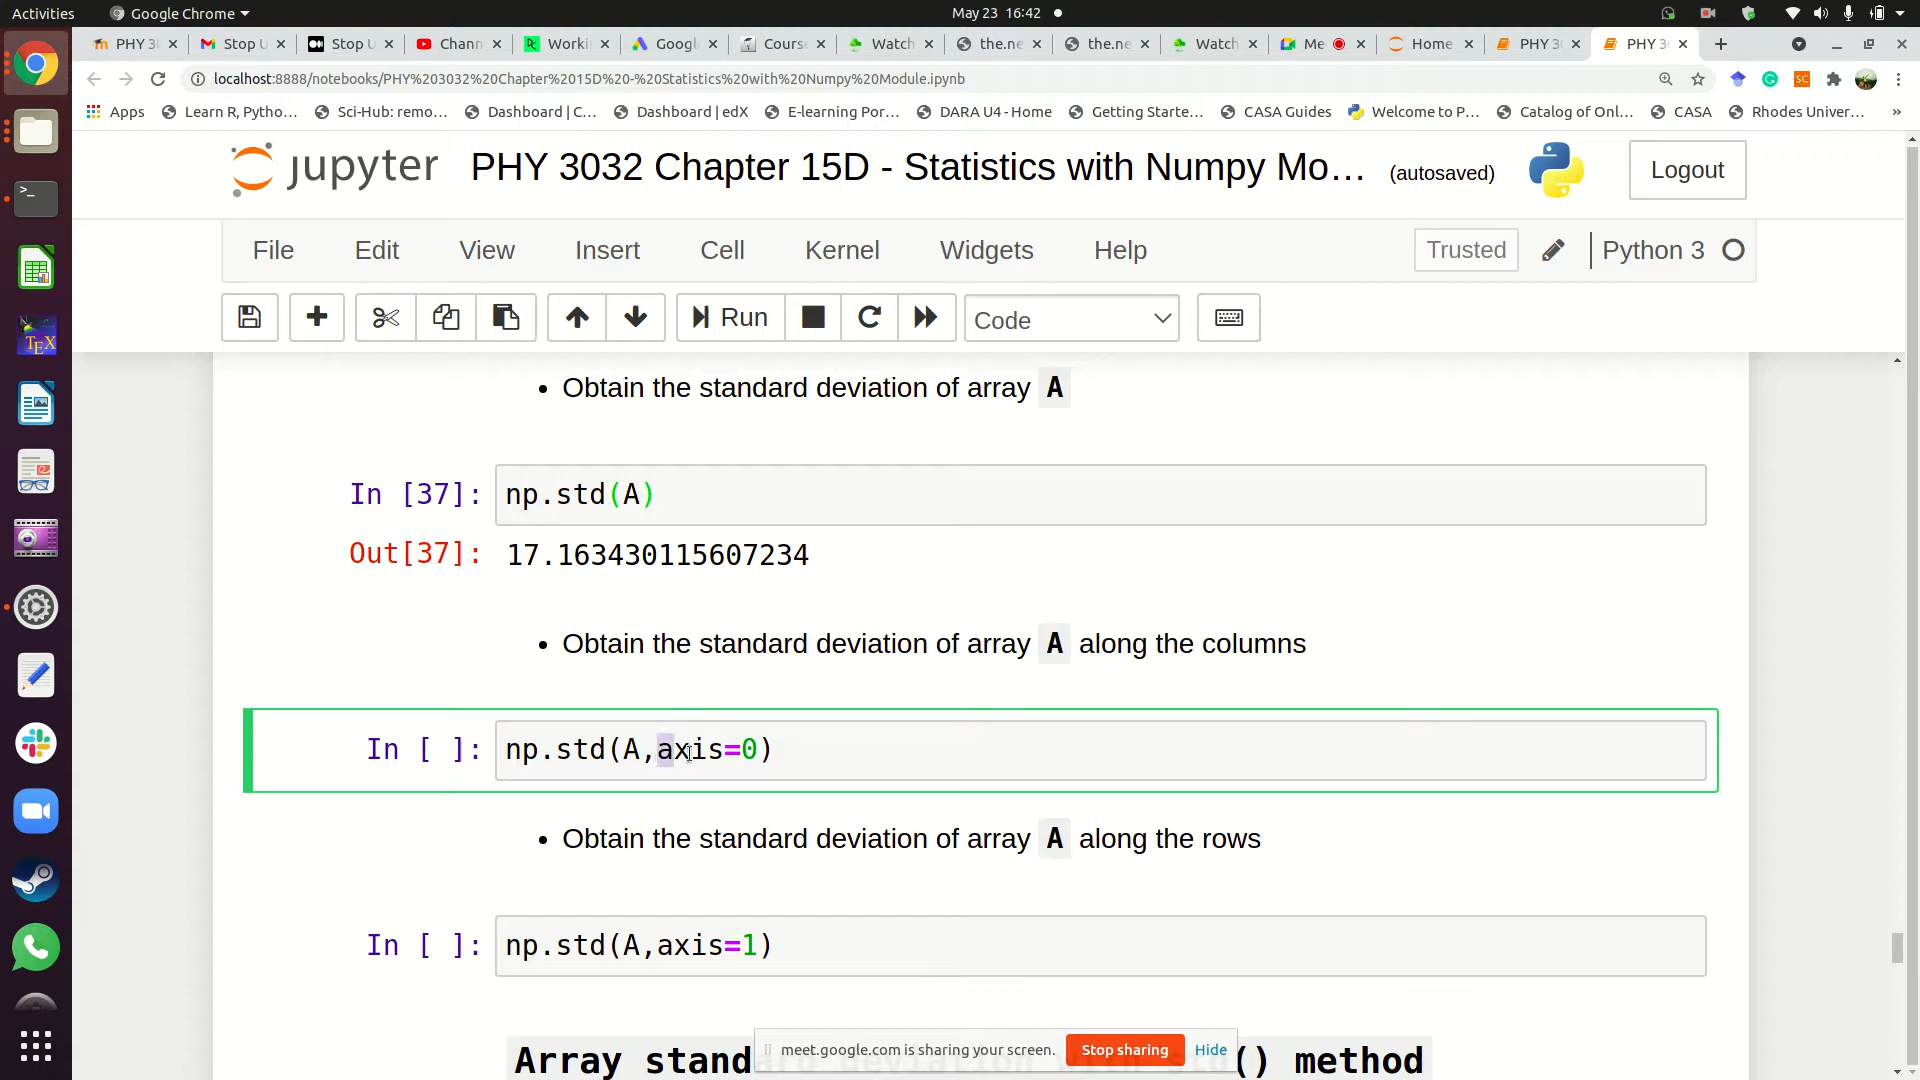 Activities Google Chrome May 23 16:42
PHY 3 Stop U Stop U Chann Worki Googl Cours Watch the.ne the.ne Watch Me Home PHY 3 PHY 3
localhost:8888/notebooks/PHY%203032%20Chapter%2015D%20-%20Statistics%20with%20Numpy%20Module.ipynb
Apps Learn R, Pytho... Sci-Hub: remo... Dashboard | C... Dashboard | edX E-learning Por... DARA U4 - Home Getting Starte... CASA Guides Welcome to P... Catalog of Onl... CASA Rhodes Univer... »
jupyter PHY 3032 Chapter 15D - Statistics with Numpy Mo... (autosaved) Logout
File Edit View Insert Cell Kernel Widgets Help Trusted Python 3
Run Code
• Obtain the standard deviation of array A
In [37]: np.std(A)
Out[37]: 17.163430115607234
• Obtain the standard deviation of array A along the columns
In [ ]: np.std(A,axis=0)
• Obtain the standard deviation of array A along the rows
In [ ]: np.std(A,axis=1)
Array standard deviation with std() method
meet.google.com is sharing your screen. Stop sharing Hide